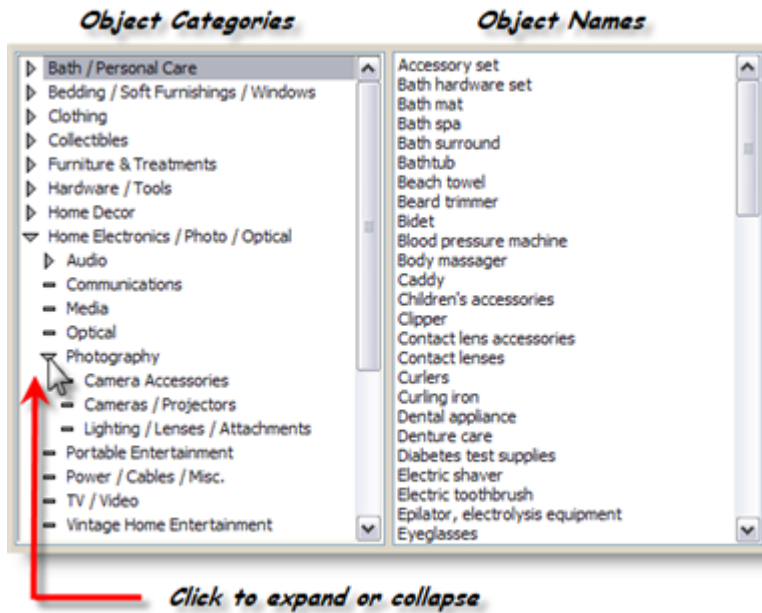 Object Categories
Object Names
Bath / Personal Care
Bedding / Soft Furnishings / Windows
Clothing
Collectibles
Furniture & Treatments
Hardware / Tools
Home Decor
Home Electronics / Photo / Optical
Audio
Communications
Media
Optical
Photography
Camera Accessories
Cameras / Projectors
Lighting / Lenses / Attachments
Portable Entertainment
Power / Cables / Misc.
TV / Video
Vintage Home Entertainment
Accessory set
Bath hardware set
Bath mat
Bath spa
Bath surround
Bathtub
Beach towel
Beard trimmer
Bidet
Blood pressure machine
Body massager
Caddy
Children's accessories
Clipper
Contact lens accessories
Contact lenses
Curlers
Curling iron
Dental appliance
Denture care
Diabetes test supplies
Electric shaver
Electric toothbrush
Epilator, electrolysis equipment
Eyeglasses
Click to expand or collapse